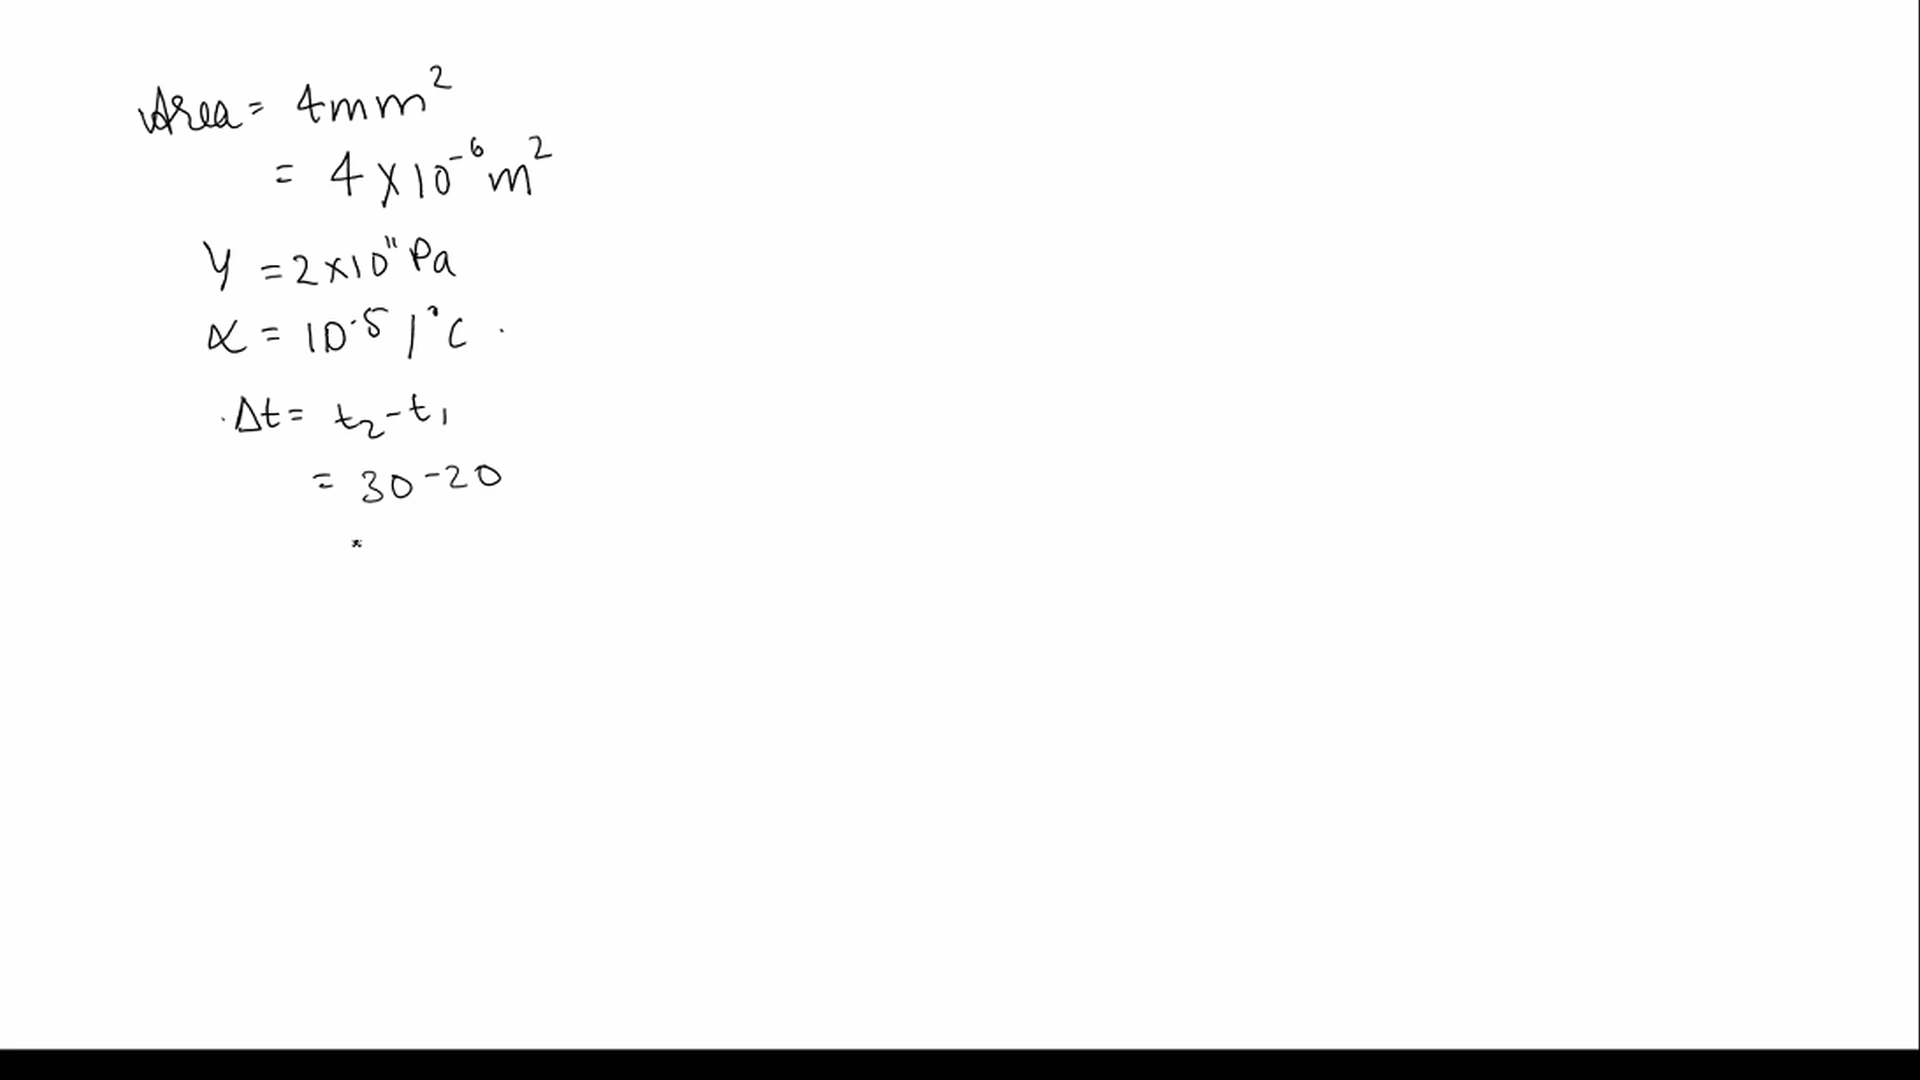 Area = 4mm²
= 4 × 10⁻⁶ m²
Y = 2×10¹¹ Pa
α = 10⁻⁵ /°C
Δt = t₂ - t₁
= 30 - 20